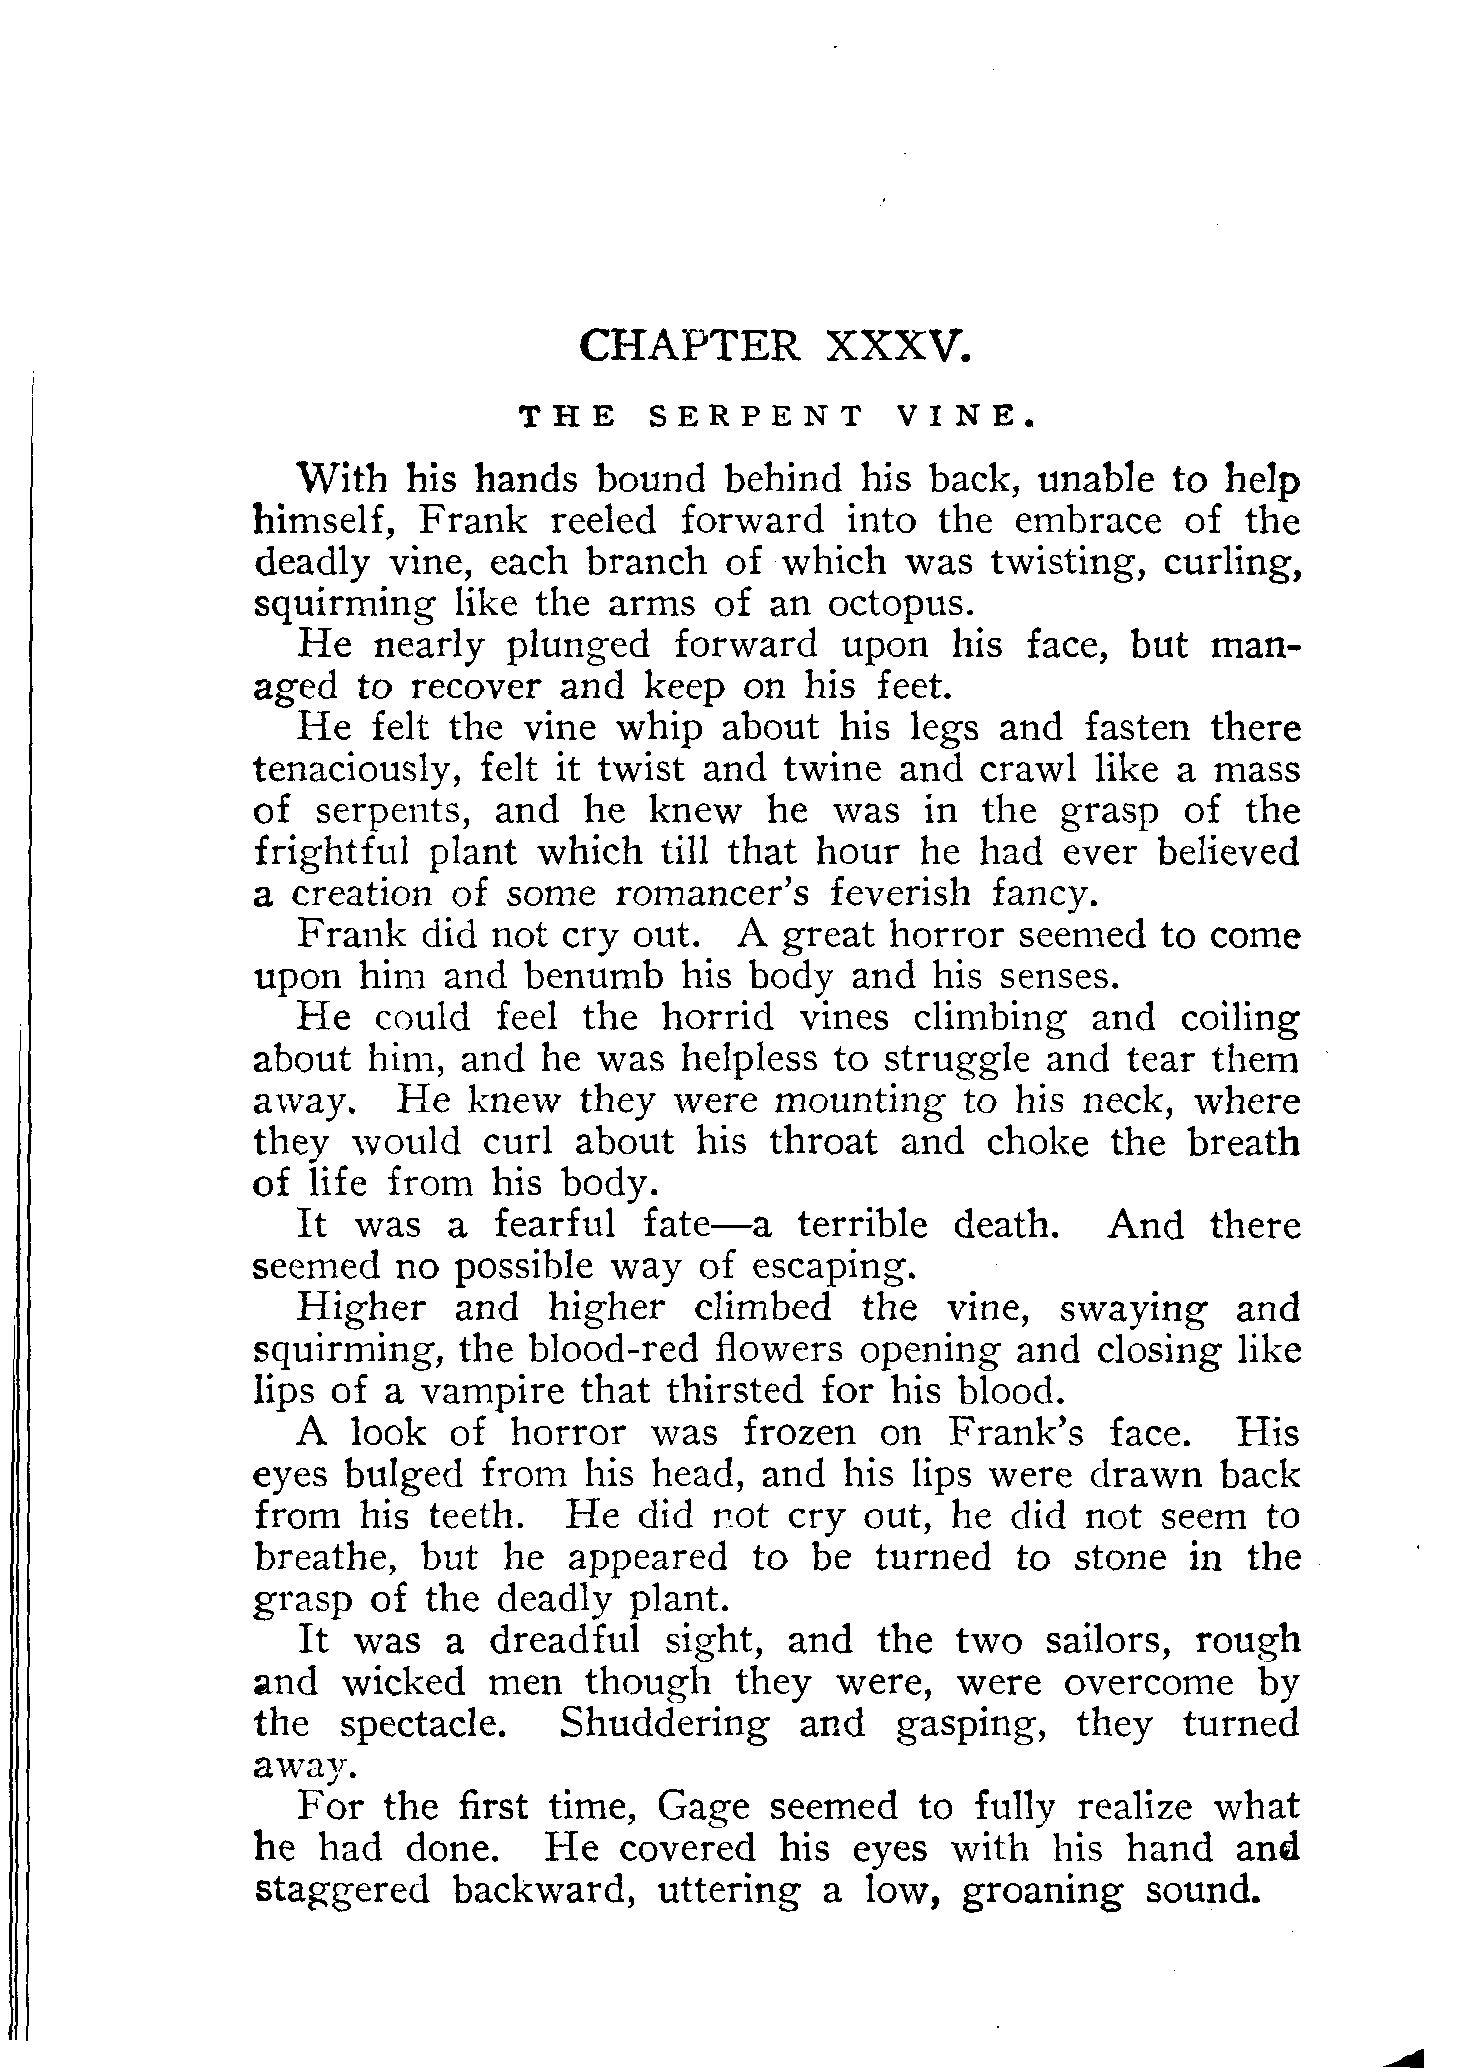 CHAPTER XXXV.
THE SERPENT VINE.
With his hands bound behind his back, unable to help
himself, Frank reeled forward into the embrace of the
deadly vine, each branch of which was twisting, curling,
squirming like the arms of an octopus.
He nearly plunged forward upon his face, but man-
aged to recover and keep on his feet.
He felt the vine whip about his legs and fasten there
tenaciously, felt it twist and twine and crawl like a mass
of serpents, and he knew he was in the grasp of the
frightful plant which till that hour he had ever believed
a creation of some romancer's feverish fancy.
Frank did not cry out. A great horror seemed to come
upon him and benumb his body and his senses.
He could feel the horrid vines climbing and coiling
about him, and he was helpless to struggle and tear them
away. He knew they were mounting to his neck, where
they would curl about his throat and choke the breath
of life from his body.
It was a fearful fate—a terrible death. And there
seemed no possible way of escaping.
Higher and higher climbed the vine, swaying and
squirming, the blood-red flowers opening and closing like
lips of a vampire that thirsted for his blood.
A look of horror was frozen on Frank's face. His
eyes bulged from his head, and his lips were drawn back
from his teeth. He did not cry out, he did not seem to
breathe, but he appeared to be turned to stone in the
grasp of the deadly plant.
It was a dreadful sight, and the two sailors, rough
and wicked men though they were, were overcome by
the spectacle. Shuddering and gasping, they turned
away.
For the first time, Gage seemed to fully realize what
he had done. He covered his eyes with his hand and
staggered backward, uttering a low, groaning sound.